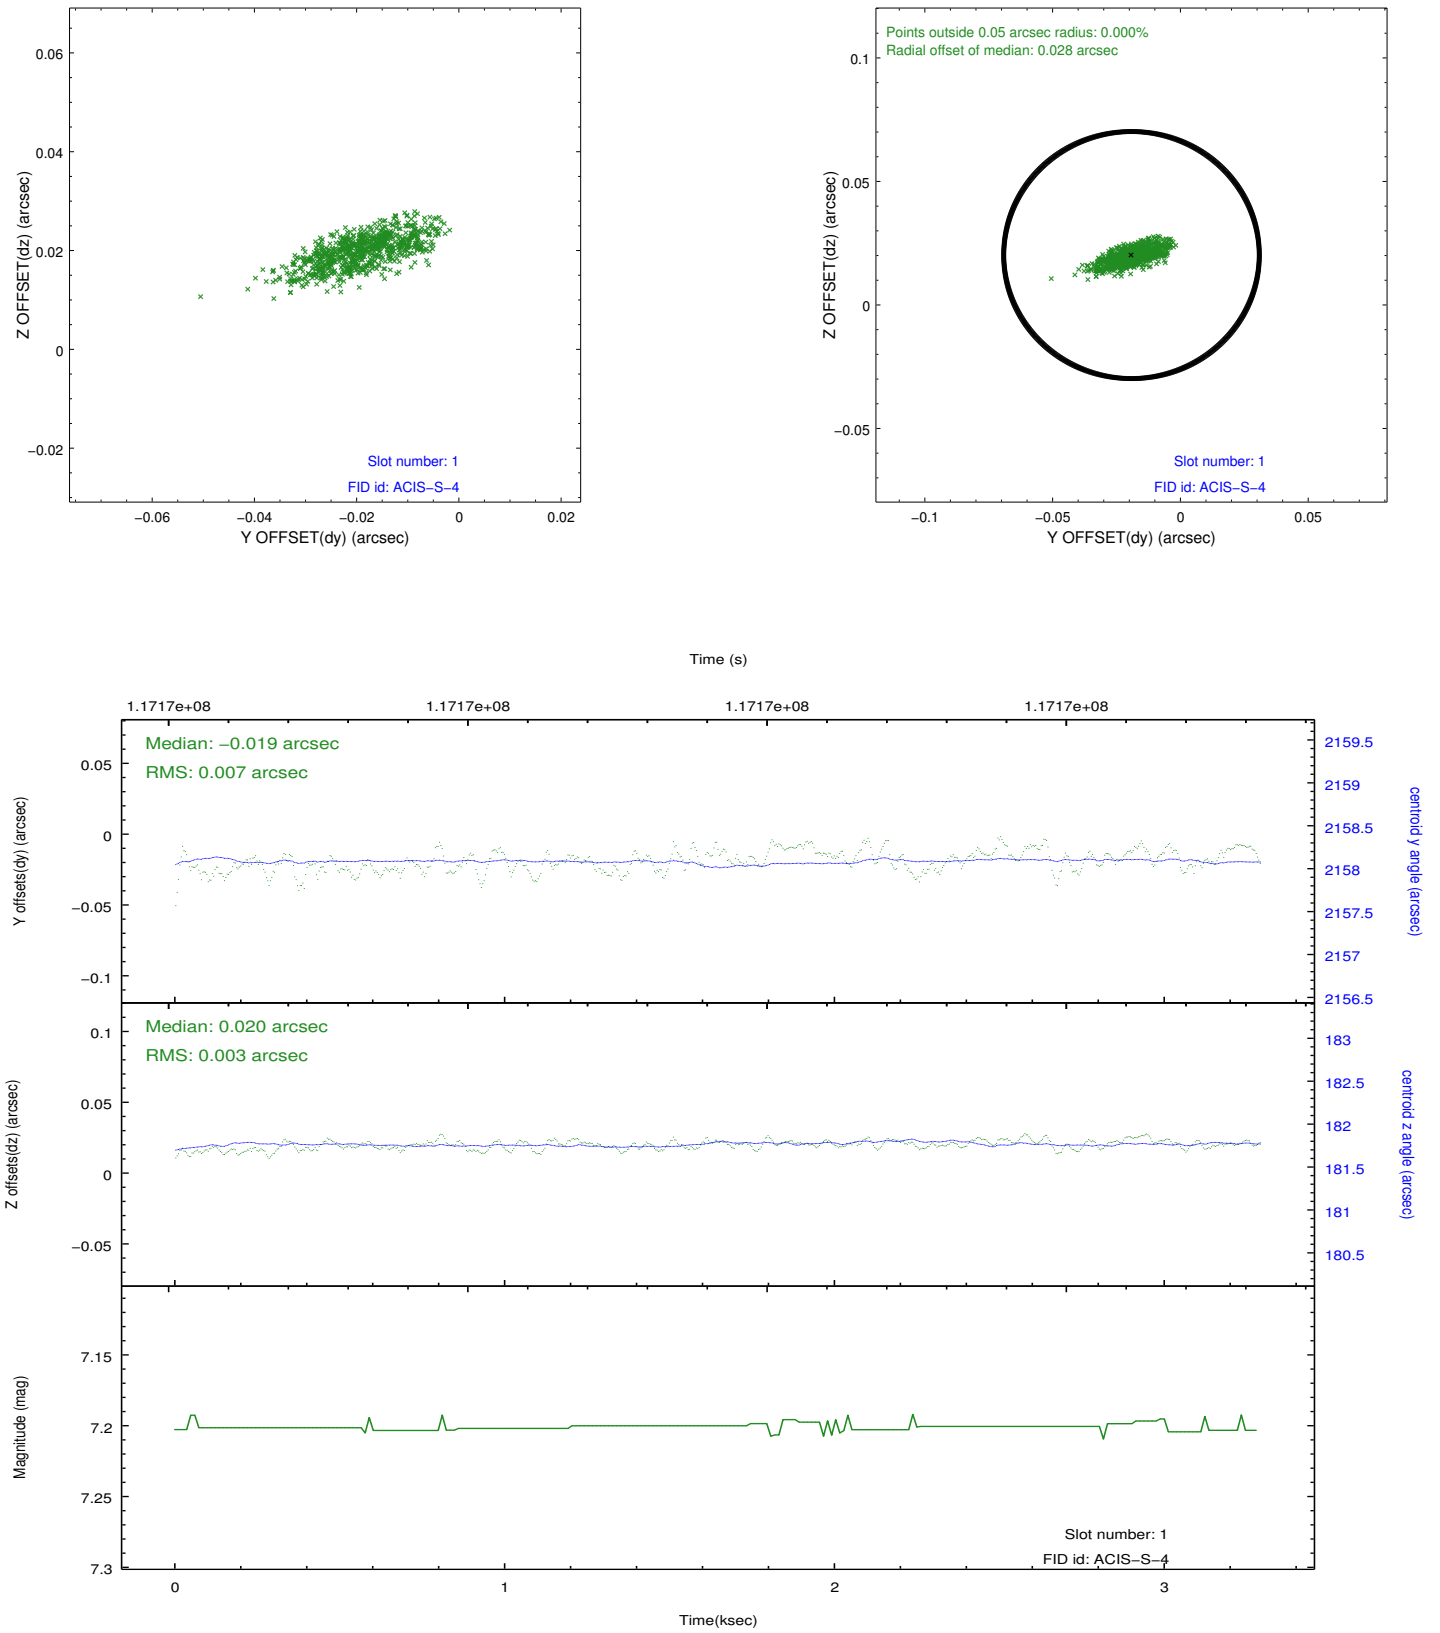 0.06
0.04
0.02
0
−0.02
Z OFFSET(dz) (arcsec)
Slot number: 1
FID id: ACIS−S−4
−0.06 −0.04 −0.02 0 0.02
Y OFFSET(dy) (arcsec)
Points outside 0.05 arcsec radius: 0.000%
Radial offset of median: 0.028 arcsec
0.1
0.05
0
−0.05
Z OFFSET(dz) (arcsec)
Slot number: 1
FID id: ACIS−S−4
−0.1 −0.05 0 0.05
Y OFFSET(dy) (arcsec)
Time (s)
1.1717e+08 1.1717e+08 1.1717e+08 1.1717e+08
Median: −0.019 arcsec
RMS: 0.007 arcsec
0.05
0
−0.05
−0.1
Y offsets(dy) (arcsec)
2159.5
2159
2158.5
2158
2157.5
2157
2156.5
centroid y angle (arcsec)
Median: 0.020 arcsec
RMS: 0.003 arcsec
0.1
0.05
0
−0.05
Z offsets(dz) (arcsec)
183
182.5
182
181.5
181
180.5
centroid z angle (arcsec)
7.15
7.2
7.25
7.3
Magnitude (mag)
Slot number: 1
FID id: ACIS−S−4
0 1 2 3
Time(ksec)